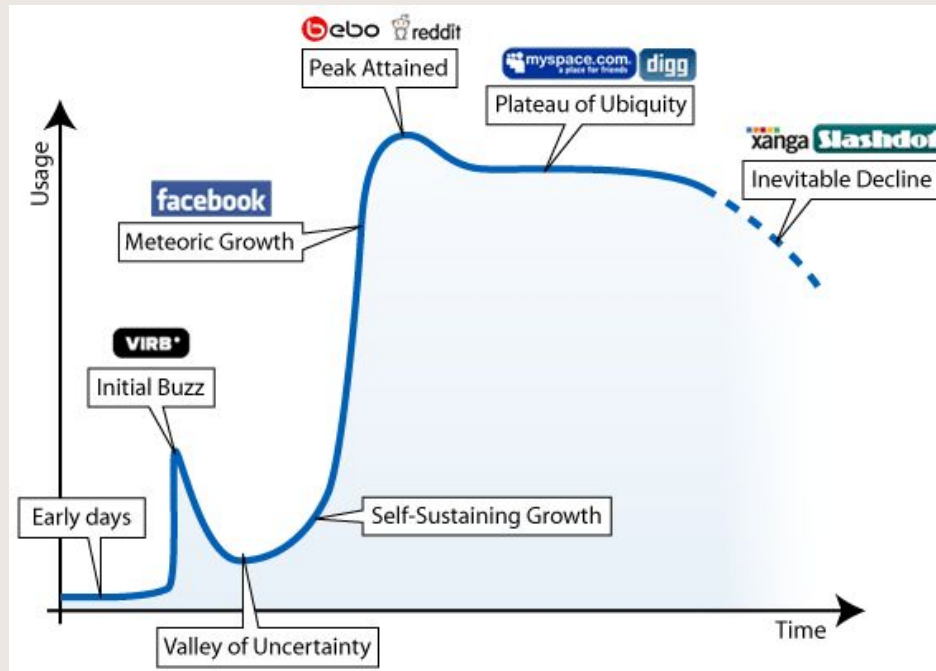 bebo reddit
Peak Attained
myspace.com. digg
a place for friends
Plateau of Ubiquity
xanga Slashdot
Inevitable Decline
Usage
facebook
Meteoric Growth
VIRB
Initial Buzz
Early days
Self-Sustaining Growth
Valley of Uncertainty
Time